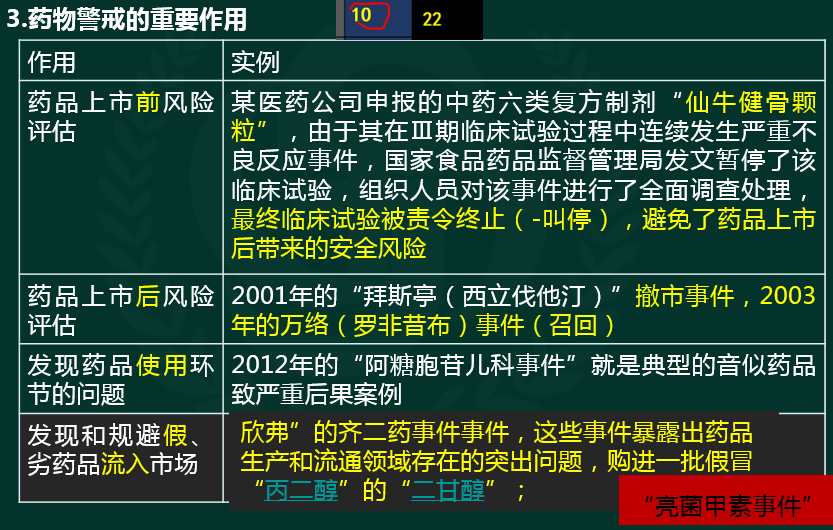 3.药物警戒的重要作用
10
22
作用
实例
药品上市前风险
评估
某医药公司申报的中药六类复方制剂“仙牛健骨颗
粒”，由于其在Ⅲ期临床试验过程中连续发生严重不
良反应事件，国家食品药品监督管理局发文暂停了该
临床试验，组织人员对该事件进行了全面调查处理，
最终临床试验被责令终止（-叫停），避免了药品上市
后带来的安全风险
药品上市后风险
评估
2001年的“拜斯亭（西立伐他汀）”撤市事件，2003
年的万络（罗非昔布）事件（召回）
发现药品使用环
节的问题
2012年的“阿糖胞苷儿科事件”就是典型的音似药品
致严重后果案例
发现和规避假、
劣药品流入市场
欣弗”的齐二药事件事件，这些事件暴露出药品
生产和流通领域存在的突出问题，购进一批假冒
“丙二醇”的“二甘醇”；
“亮菌甲素事件”